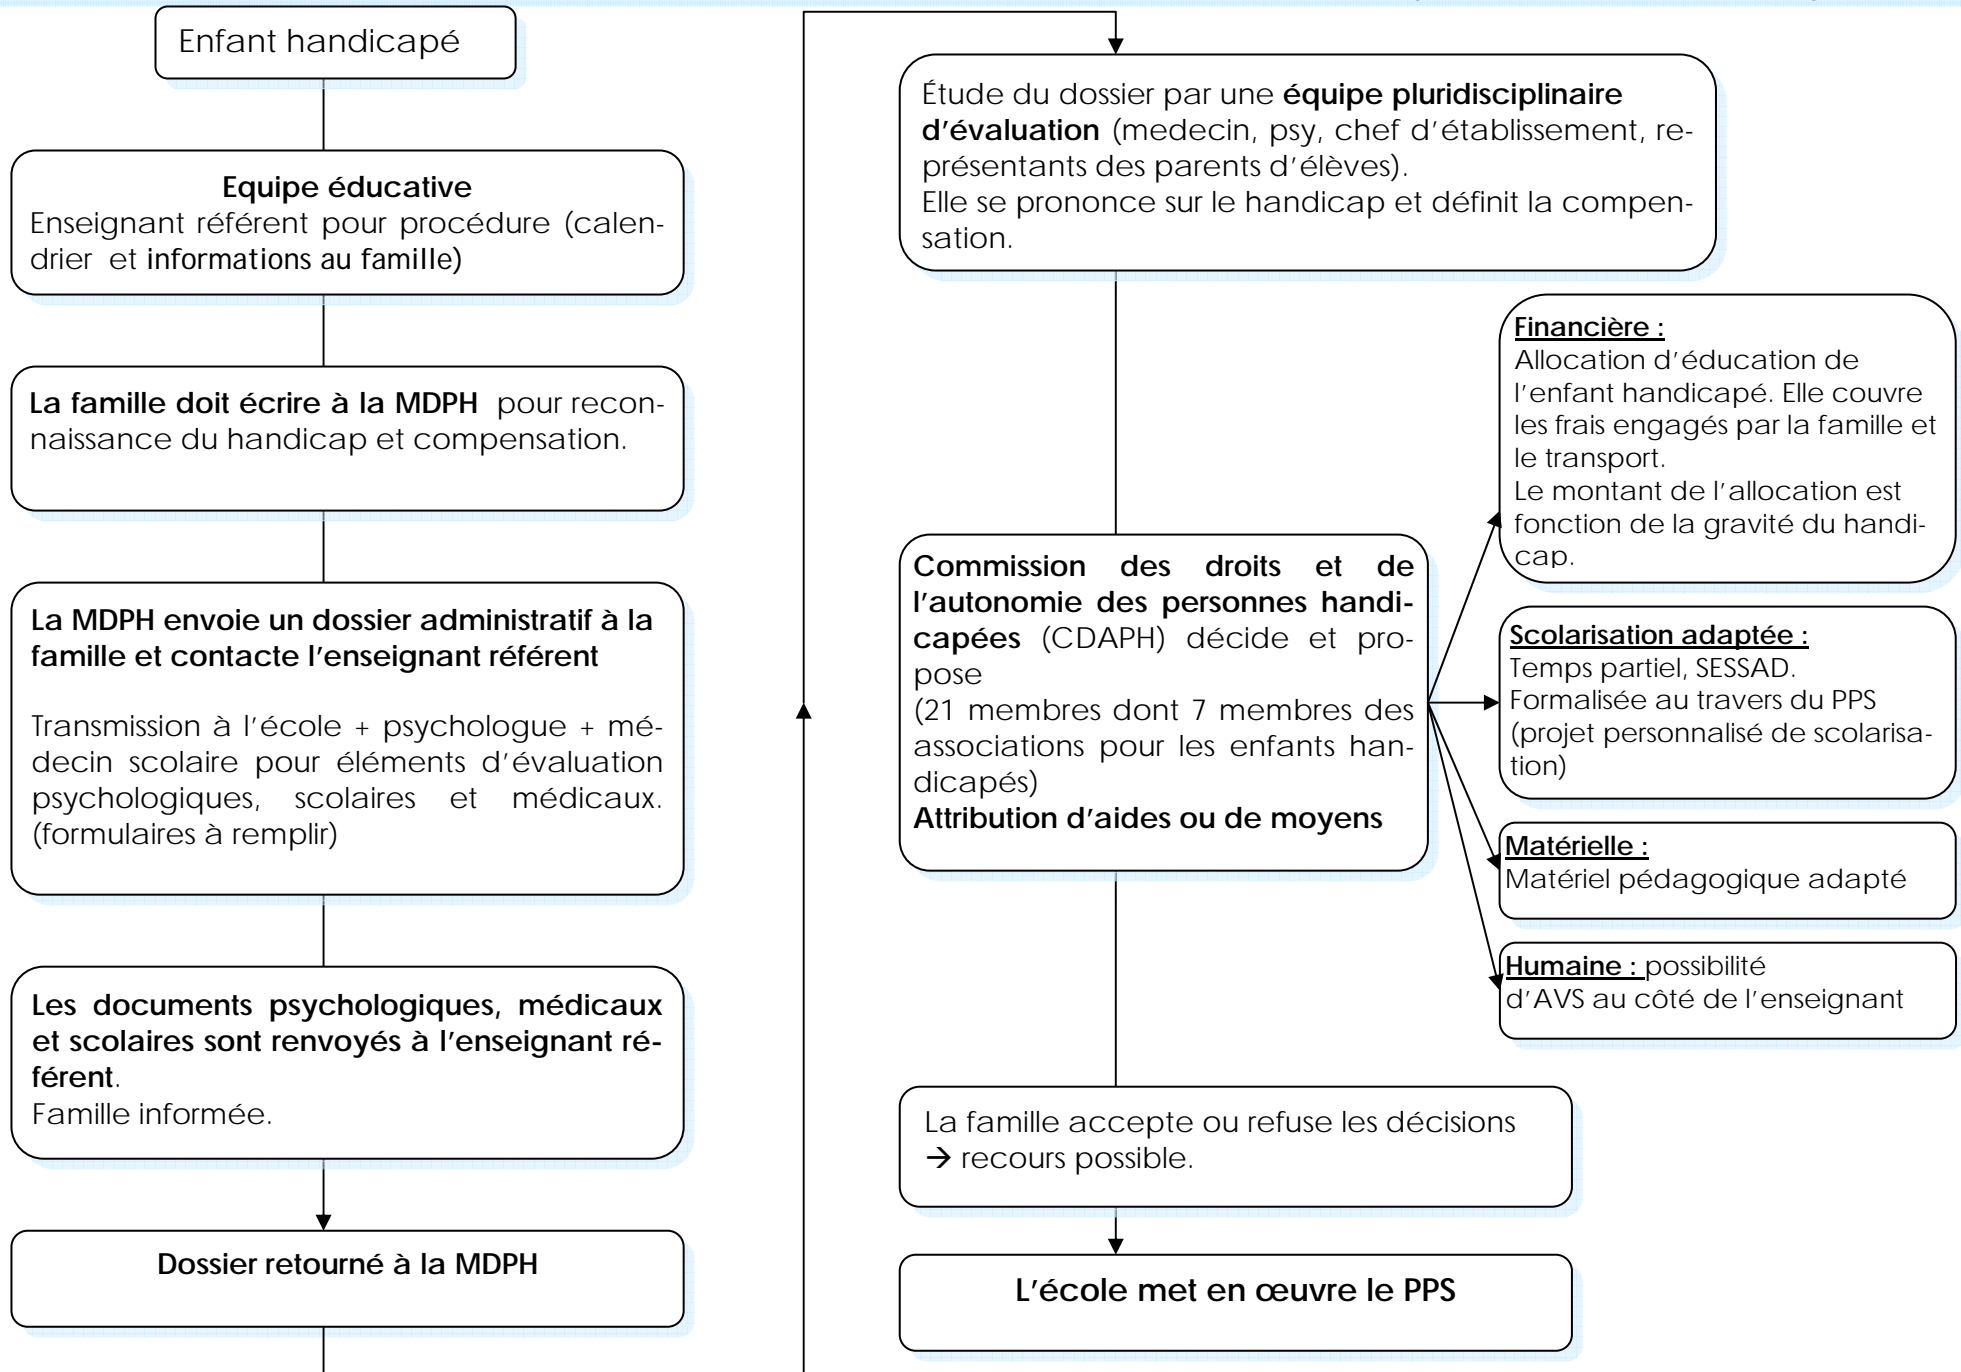 Enfant handicapé
Equipe éducative
Enseignant référent pour procédure (calen-
drier et informations au famille)
La famille doit écrire à la MDPH pour recon-
naissance du handicap et compensation.
La MDPH envoie un dossier administratif à la
famille et contacte l’enseignant référent
Transmission à l’école + psychologue + mé-
decin scolaire pour éléments d’évaluation
psychologiques, scolaires et médicaux.
(formulaires à remplir)
Les documents psychologiques, médicaux
et scolaires sont renvoyés à l’enseignant ré-
férent.
Famille informée.
Dossier retourné à la MDPH
Étude du dossier par une équipe pluridisciplinaire
d’évaluation (medecin, psy, chef d’établissement, re-
présentants des parents d’élèves).
Elle se prononce sur le handicap et définit la compen-
sation.
Commission des droits et de
l’autonomie des personnes handi-
capées (CDAPH) décide et pro-
pose
(21 membres dont 7 membres des
associations pour les enfants han-
dicapés)
Attribution d’aides ou de moyens
Financière :
Allocation d’éducation de
l’enfant handicapé. Elle couvre
les frais engagés par la famille et
le transport.
Le montant de l’allocation est
fonction de la gravité du handi-
cap.
Scolarisation adaptée :
Temps partiel, SESSAD.
Formalisée au travers du PPS
(projet personnalisé de scolarisa-
tion)
Matérielle :
Matériel pédagogique adapté
Humaine : possibilité
d’AVS au côté de l’enseignant
La famille accepte ou refuse les décisions
→ recours possible.
L’école met en œuvre le PPS